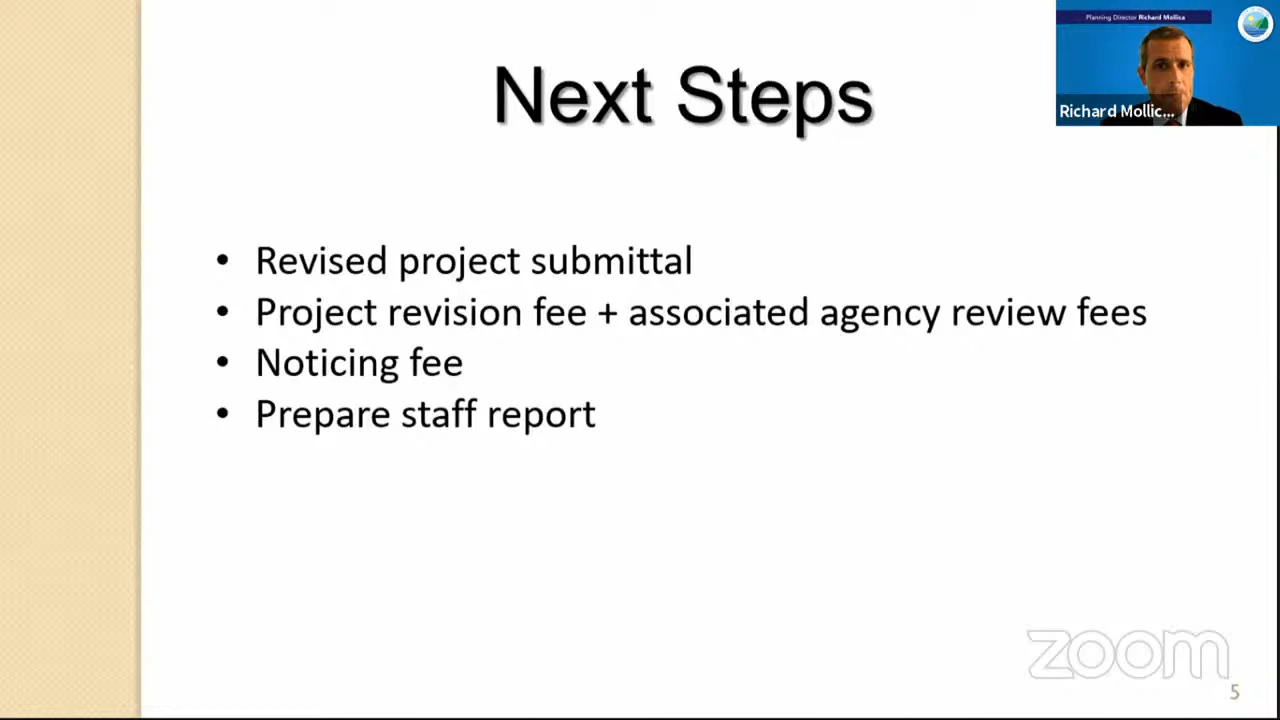 Next Steps
Planning Director Richard Mollica
Richard Mollic...
• Revised project submittal
• Project revision fee + associated agency review fees
• Noticing fee
• Prepare staff report
zoom
5